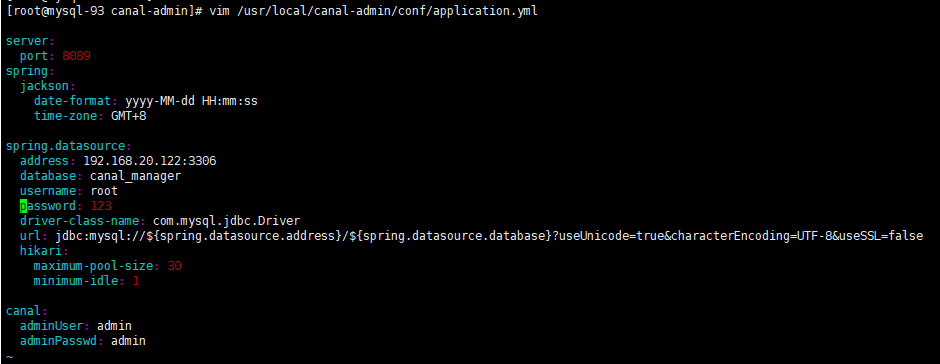 [root@mysql-93 canal-admin]# vim /usr/local/canal-admin/conf/application.yml
server:
  port: 8089
spring:
  jackson:
    date-format: yyyy-MM-dd HH:mm:ss
    time-zone: GMT+8
spring.datasource:
  address: 192.168.20.122:3306
  database: canal_manager
  username: root
  password: 123
  driver-class-name: com.mysql.jdbc.Driver
  url: jdbc:mysql://${spring.datasource.address}/${spring.datasource.database}?useUnicode=true&characterEncoding=UTF-8&useSSL=false
  hikari:
    maximum-pool-size: 30
    minimum-idle: 1
canal:
  adminUser: admin
  adminPasswd: admin
~